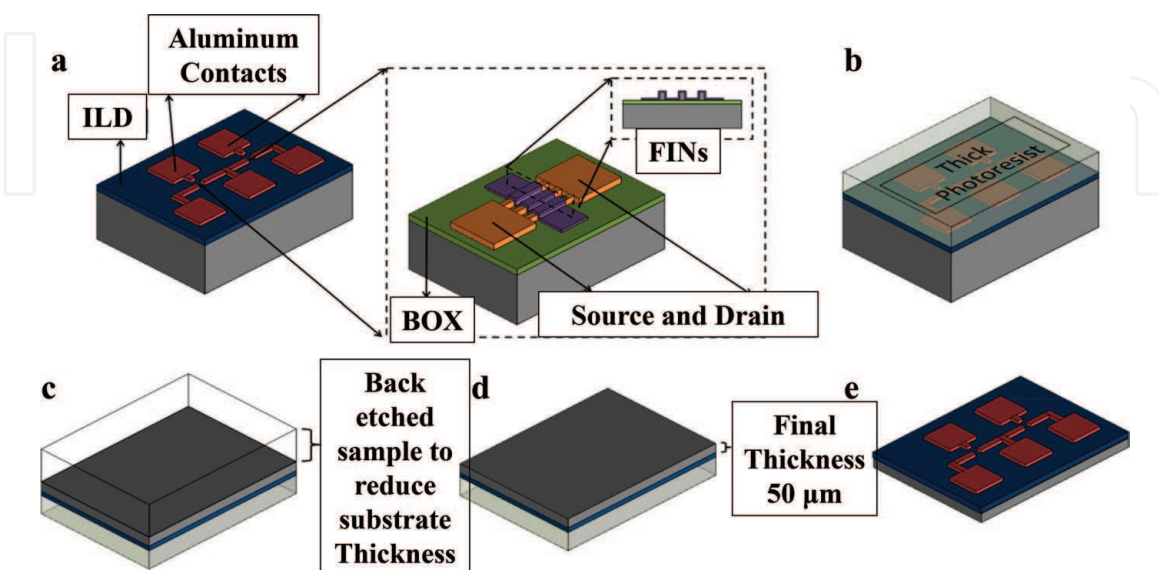 a
Aluminum
Contacts
ILD
FINs
BOX
Source and Drain
b
Thick
Photoresist
c
Back
etched
sample to
reduce
substrate
Thickness
d
Final
Thickness
50 μm
e